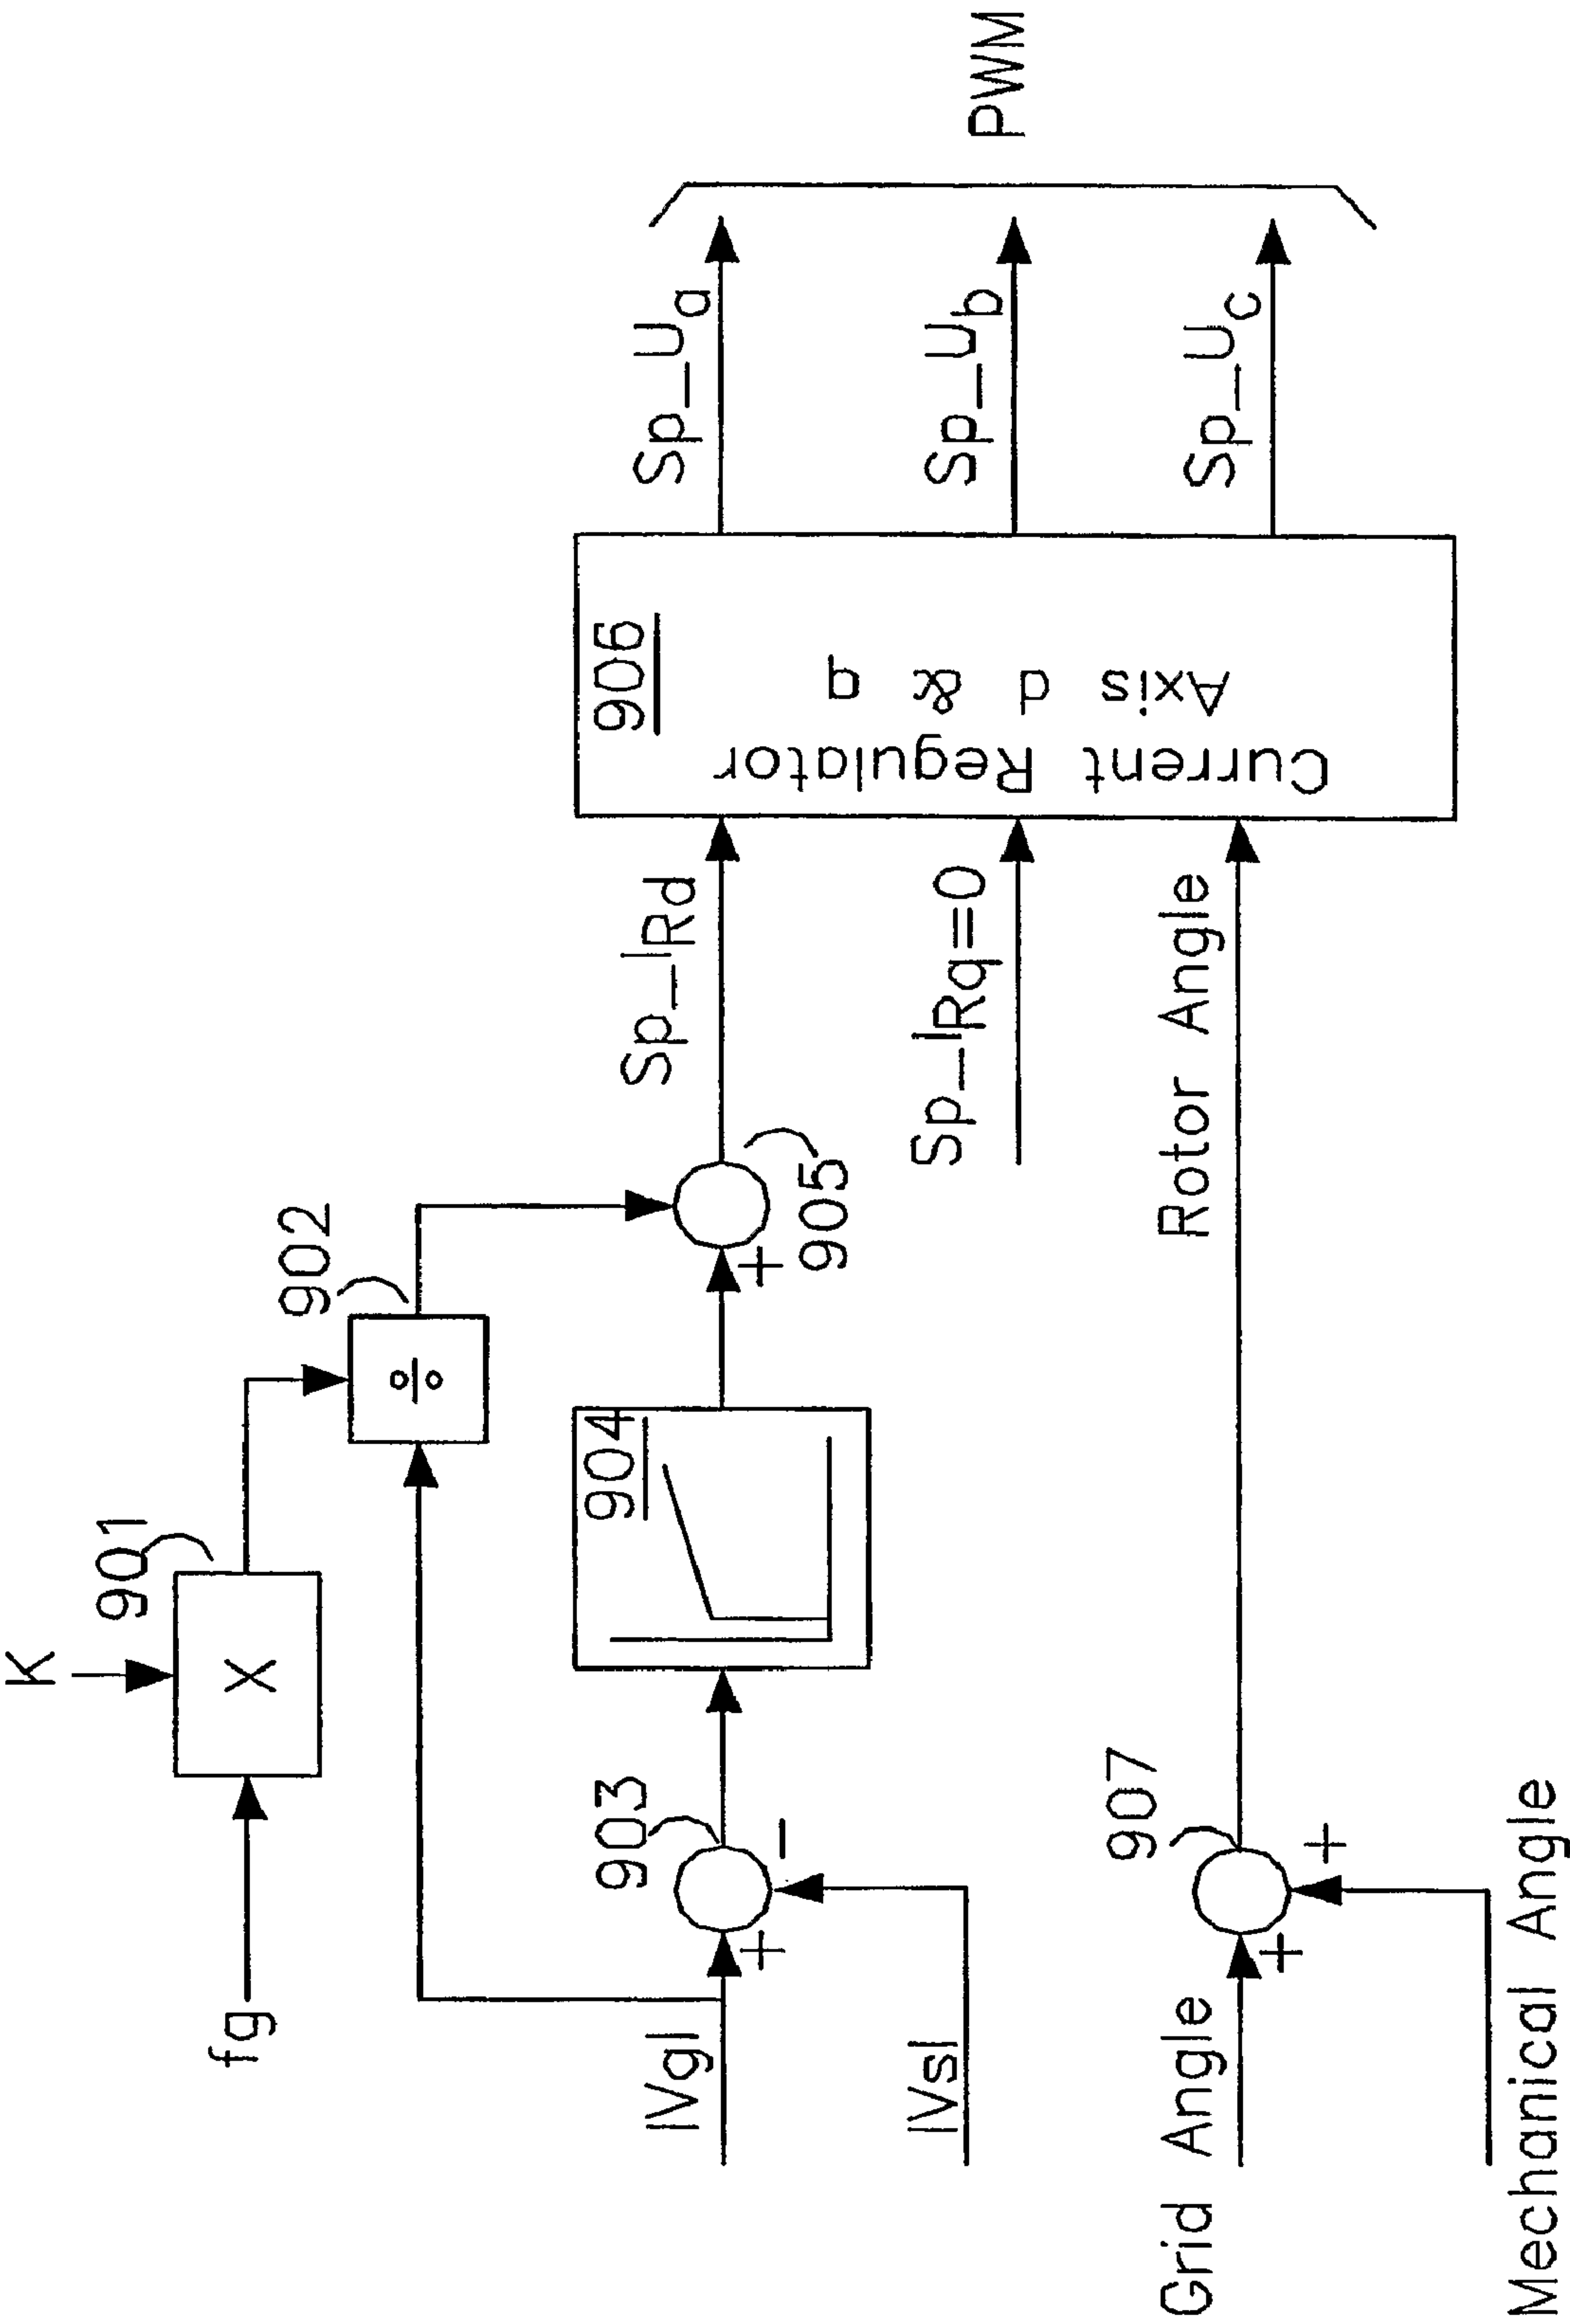 K
901
X
fg
902
÷
|Vg|
903
+
-
|Vs|
904
+
905
Sp_IRd
Sp_IRq=0
Grid Angle
+
907
+
Mechanical Angle
Rotor Angle
906
Current Regulator
Axis d & q
Sp_Ua
Sp_Ub
Sp_Uc
PWM